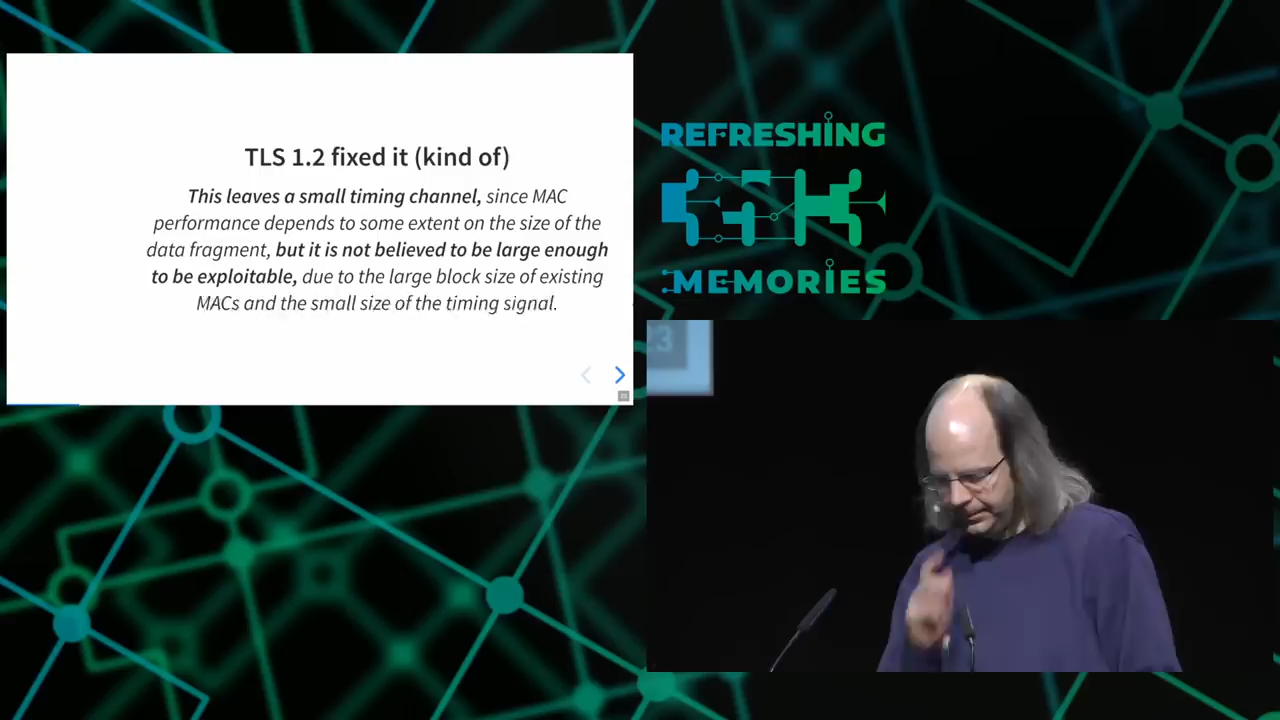 TLS 1.2 fixed it (kind of)
This leaves a small timing channel, since MAC
performance depends to some extent on the size of the
data fragment, but it is not believed to be large enough
to be exploitable, due to the large block size of existing
MACs and the small size of the timing signal.
REFRESHING
MEMORIES
23